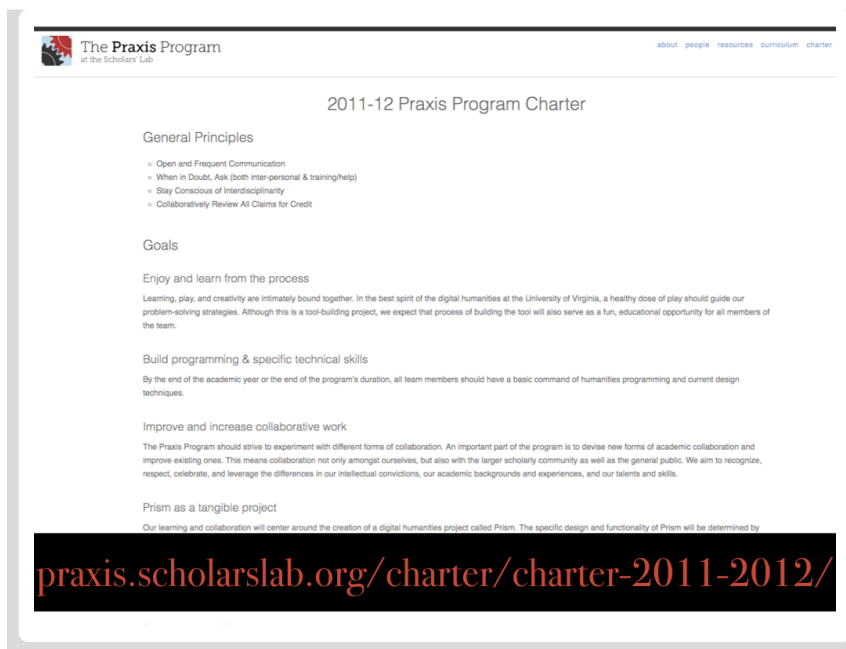 The Praxis Program
at the Scholars' Lab
about people resources curriculum charter
2011-12 Praxis Program Charter
General Principles
Open and Frequent Communication
When in Doubt, Ask (both inter-personal & training/help)
Stay Conscious of Interdisciplinarity
Collaboratively Review All Claims for Credit
Goals
Enjoy and learn from the process
Learning, play, and creativity are intimately bound together. In the best spirit of the digital humanities at the University of Virginia, a healthy dose of play should guide our
problem-solving strategies. Although this is a tool-building project, we expect that process of building the tool will also serve as a fun, educational opportunity for all members of
the team.
Build programming & specific technical skills
By the end of the academic year or the end of the program's duration, all team members should have a basic command of humanities programming and current design
techniques.
Improve and increase collaborative work
The Praxis Program should strive to experiment with different forms of collaboration. An important part of the program is to devise new forms of academic collaboration and
improve existing ones. This means collaboration not only amongst ourselves, but also with the larger scholarly community as well as the general public. We aim to recognize,
respect, celebrate, and leverage the differences in our intellectual convictions, our academic backgrounds and experiences, and our talents and skills.
Prism as a tangible project
Our learning and collaboration will center around the creation of a digital humanities project called Prism. The specific design and functionality of Prism will be determined by
praxis.scholarslab.org/charter/charter-2011-2012/